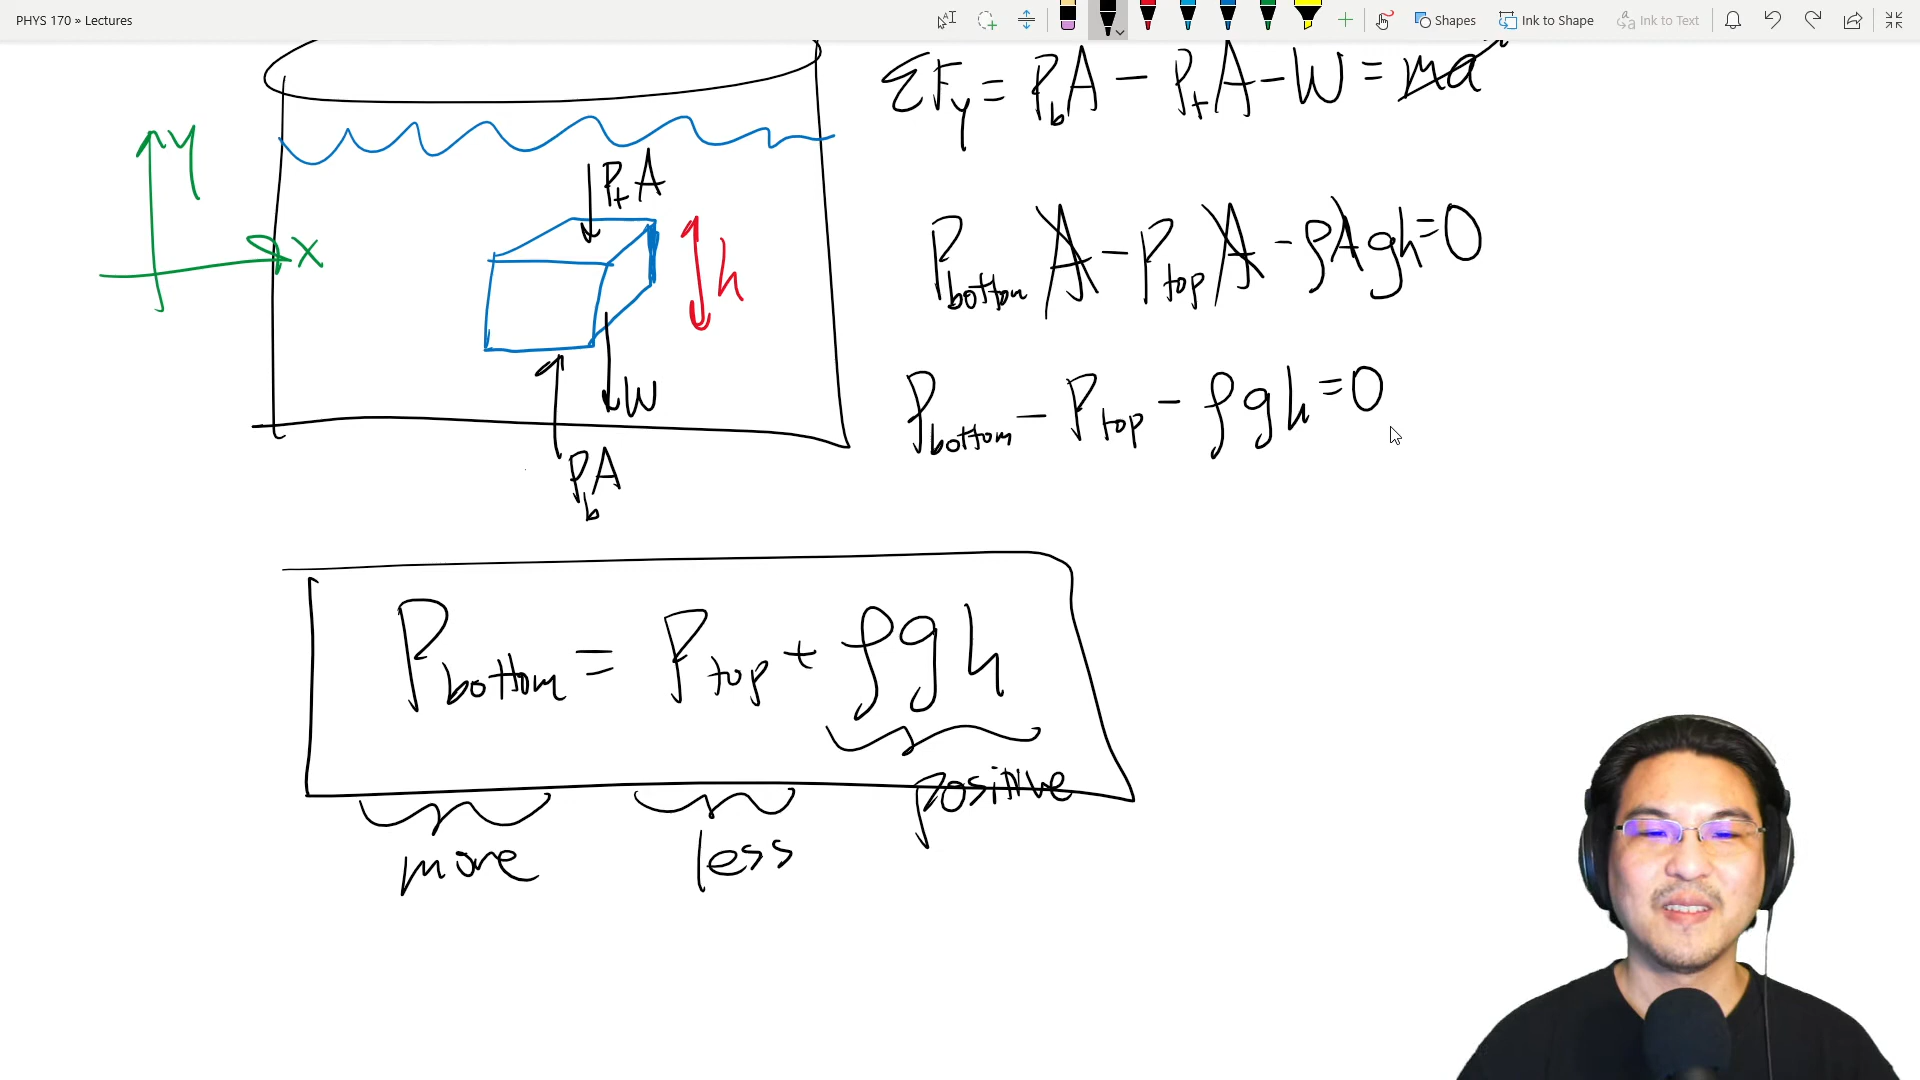 PHYS 170 » Lectures
Shapes
Ink to Shape
Ink to Text
ΣFy = PbA − PtA − W = ma
y
x
PtA
h
W
PbA
Pbottom A − Ptop A − ρAgh = 0
Pbottom − Ptop − ρgh = 0
Pbottom = Ptop + ρgh
positive
more
less